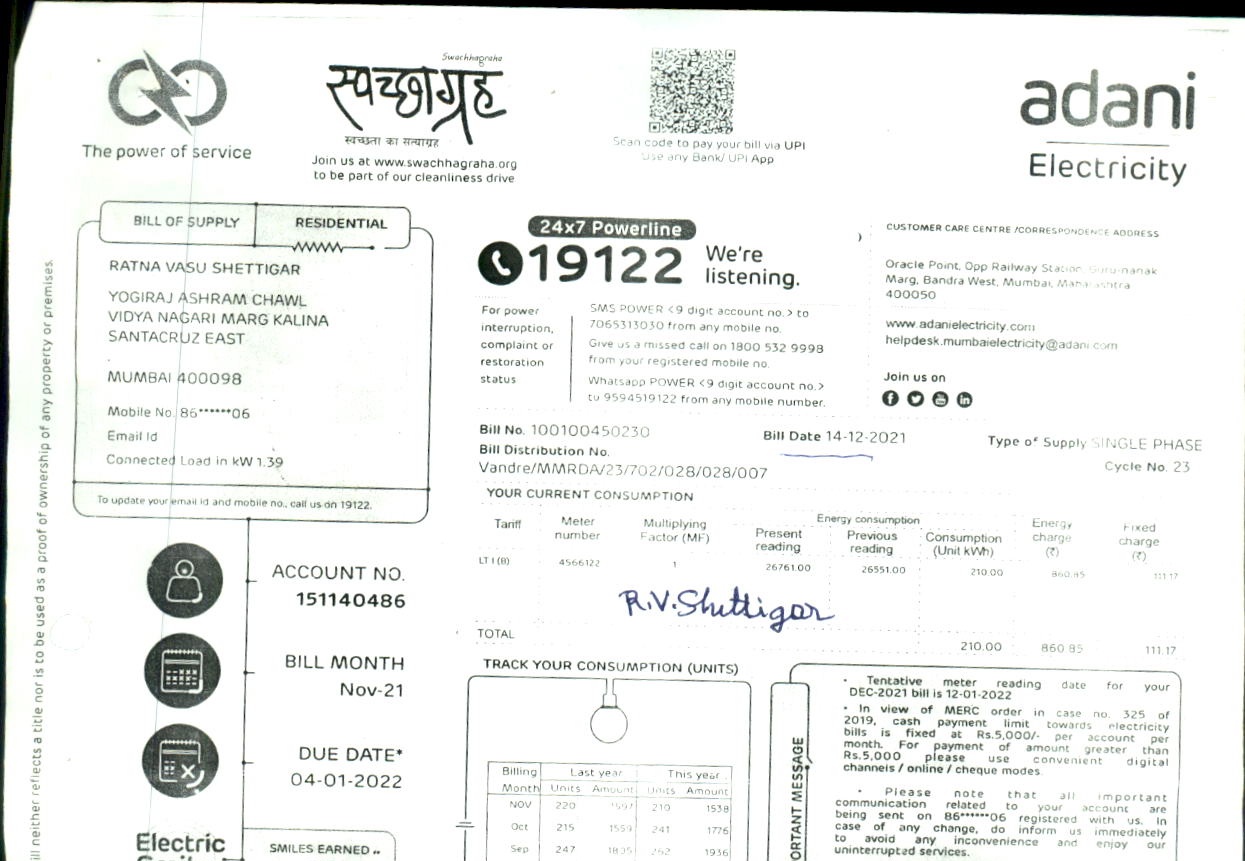 The power of service
Swachhagraha
स्वच्छाग्रह
स्वच्छता का सत्याग्रह
Join us at www.swachhagraha.org
to be part of our cleanliness drive
Scan code to pay your bill via UPI
Use any Bank/ UPI App
adani
Electricity
BILL OF SUPPLY RESIDENTIAL
RATNA VASU SHETTIGAR
YOGIRAJ ASHRAM CHAWL
VIDYA NAGARI MARG KALINA
SANTACRUZ EAST
MUMBAI 400098
Mobile No. 86******06
Email Id
Connected Load in kW 1.39
To update your email id and mobile no., call us on 19122.
24x7 Powerline
19122 We're
listening.
For power
interruption,
complaint or
restoration
status
SMS POWER <9 digit account no.> to
7065313030 from any mobile no.
Give us a missed call on 1800 532 9998
from your registered mobile no.
Whatsapp POWER <9 digit account no.>
to 9594519122 from any mobile number.
CUSTOMER CARE CENTRE /CORRESPONDENCE ADDRESS
Oracle Point, Opp Railway Station, Guru nanak
Marg, Bandra West, Mumbai, Maharashtra
400050
www.adanielectricity.com
helpdesk.mumbaielectricity@adani.com
Join us on
Bill No. 100100450230
Bill Date 14-12-2021
Type of Supply SINGLE PHASE
Bill Distribution No.
Vandre/MMRDA/23/702/028/028/007
Cycle No. 23
YOUR CURRENT CONSUMPTION
Tariff
Meter
number
Multiplying
Factor (MF)
Energy consumption
Present
reading
Previous
reading
Consumption
(Unit kWh)
Energy
charge
(₹)
Fixed
charge
(₹)
LT I (B) 4566122 1 26761.00 26551.00 210.00 860.85 111.17
R.V.Shettigar
TOTAL 210.00 860.85 111.17
ill neither reflects a title nor is to be used as a proof of ownership of any property or premises.
ACCOUNT NO.
151140486
BILL MONTH
Nov-21
DUE DATE*
04-01-2022
Electric
SMILES EARNED
TRACK YOUR CONSUMPTION (UNITS)
Billing Last year This year
Month Units Amount Units Amount
NOV 220 1597 210 1538
Oct 215 1559 241 1776
Sep 247 1835 262 1936
ORTANT MESSAGE
• Tentative meter reading date for your
DEC-2021 bill is 12-01-2022
• In view of MERC order in case no. 325 of
2019, cash payment limit towards electricity
bills is fixed at Rs.5,000/- per account per
month. For payment of amount greater than
Rs.5,000 please use convenient digital
channels / online / cheque modes.
• Please note that all important
communication related to your account are
being sent on 86******06 registered with us. In
case of any change, do inform us immediately
to avoid any inconvenience and enjoy our
uninterrupted services.